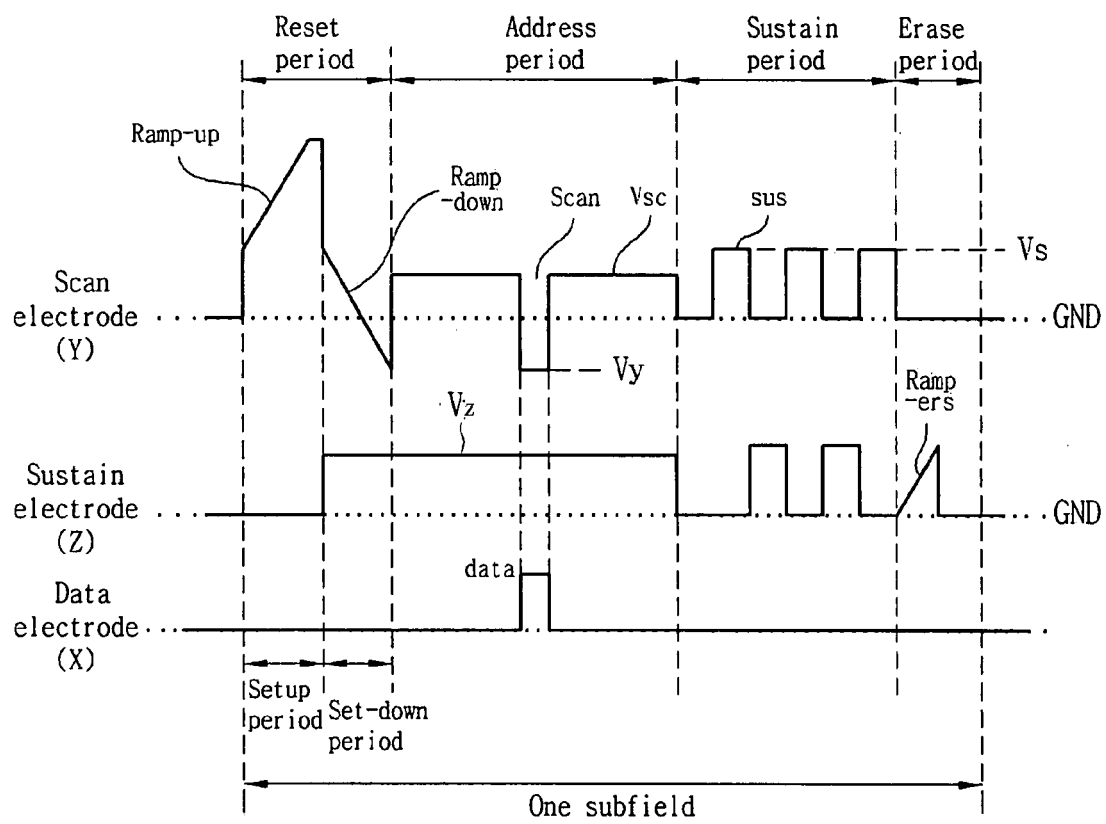 Reset
period
Address
period
Sustain
period
Erase
period
Ramp-up
Ramp
-down
Scan
Vsc
sus
Vs
Scan
electrode
(Y)
GND
Vy
Ramp
-ers
Vz
Sustain
electrode
(Z)
GND
data
Data
electrode
(X)
Setup
period
Set-down
period
One subfield